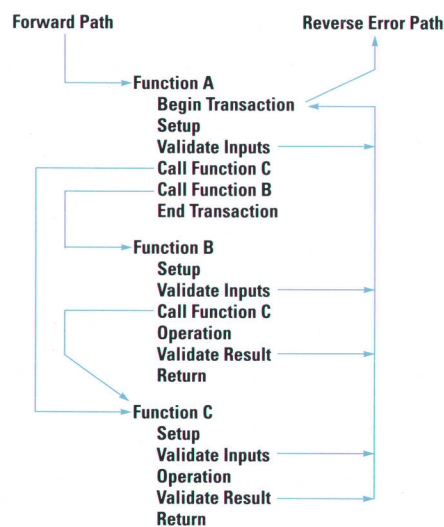 Forward Path
Reverse Error Path
Function A
Begin Transaction
Setup
Validate Inputs
Call Function C
Call Function B
End Transaction
Function B
Setup
Validate Inputs
Call Function C
Operation
Validate Result
Return
Function C
Setup
Validate Inputs
Operation
Validate Result
Return